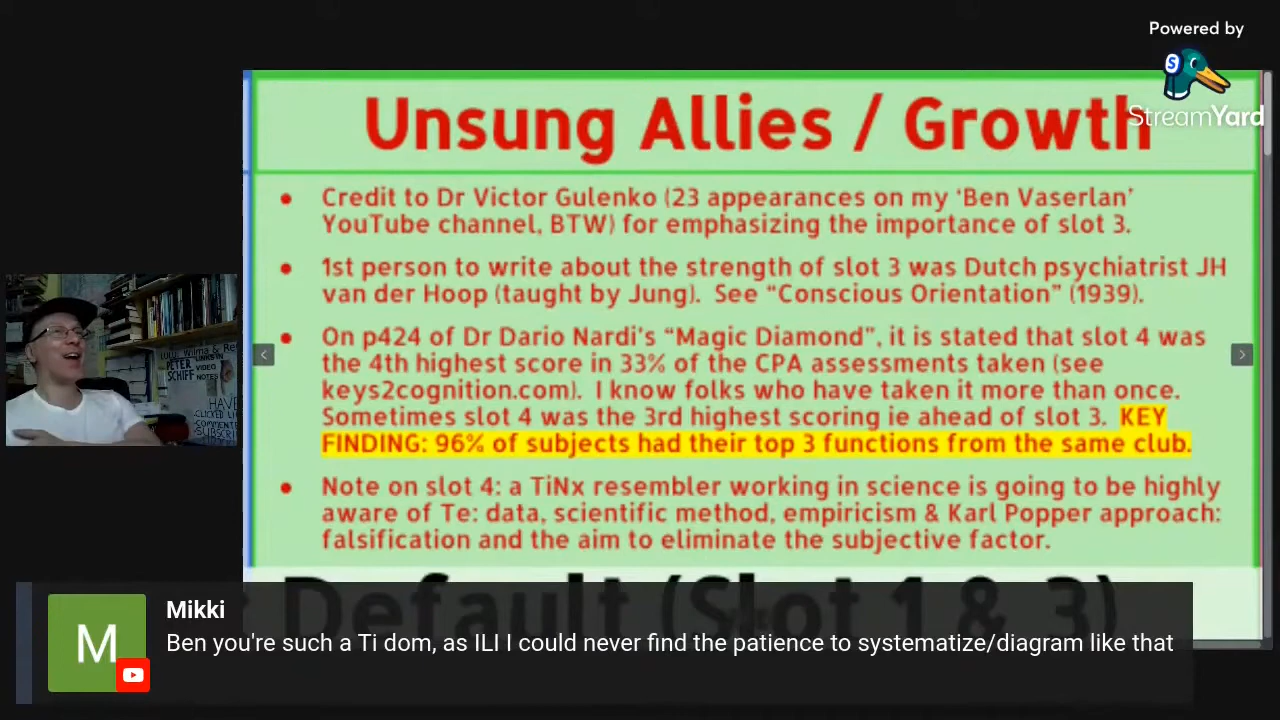 Powered by
StreamYard
Unsung Allies / Growth
Credit to Dr Victor Gulenko (23 appearances on my 'Ben Vaserlan'
YouTube channel, BTW) for emphasizing the importance of slot 3.
1st person to write about the strength of slot 3 was Dutch psychiatrist JH
van der Hoop (taught by Jung). See "Conscious Orientation" (1939).
On p424 of Dr Dario Nardi's "Magic Diamond", it is stated that slot 4 was
the 4th highest score in 33% of the CPA assessments taken (see
keys2cognition.com). I know folks who have taken it more than once.
Sometimes slot 4 was the 3rd highest scoring ie ahead of slot 3. KEY
FINDING: 96% of subjects had their top 3 functions from the same club.
Note on slot 4: a TiNx resembler working in science is going to be highly
aware of Te: data, scientific method, empiricism & Karl Popper approach:
falsification and the aim to eliminate the subjective factor.
Default (Slot 1 & 3)
PETER
SCHIFF
LINKS IN
VIDEO
NOTES
HAVE
M
Mikki
Ben you're such a Ti dom, as ILI I could never find the patience to systematize/diagram like that